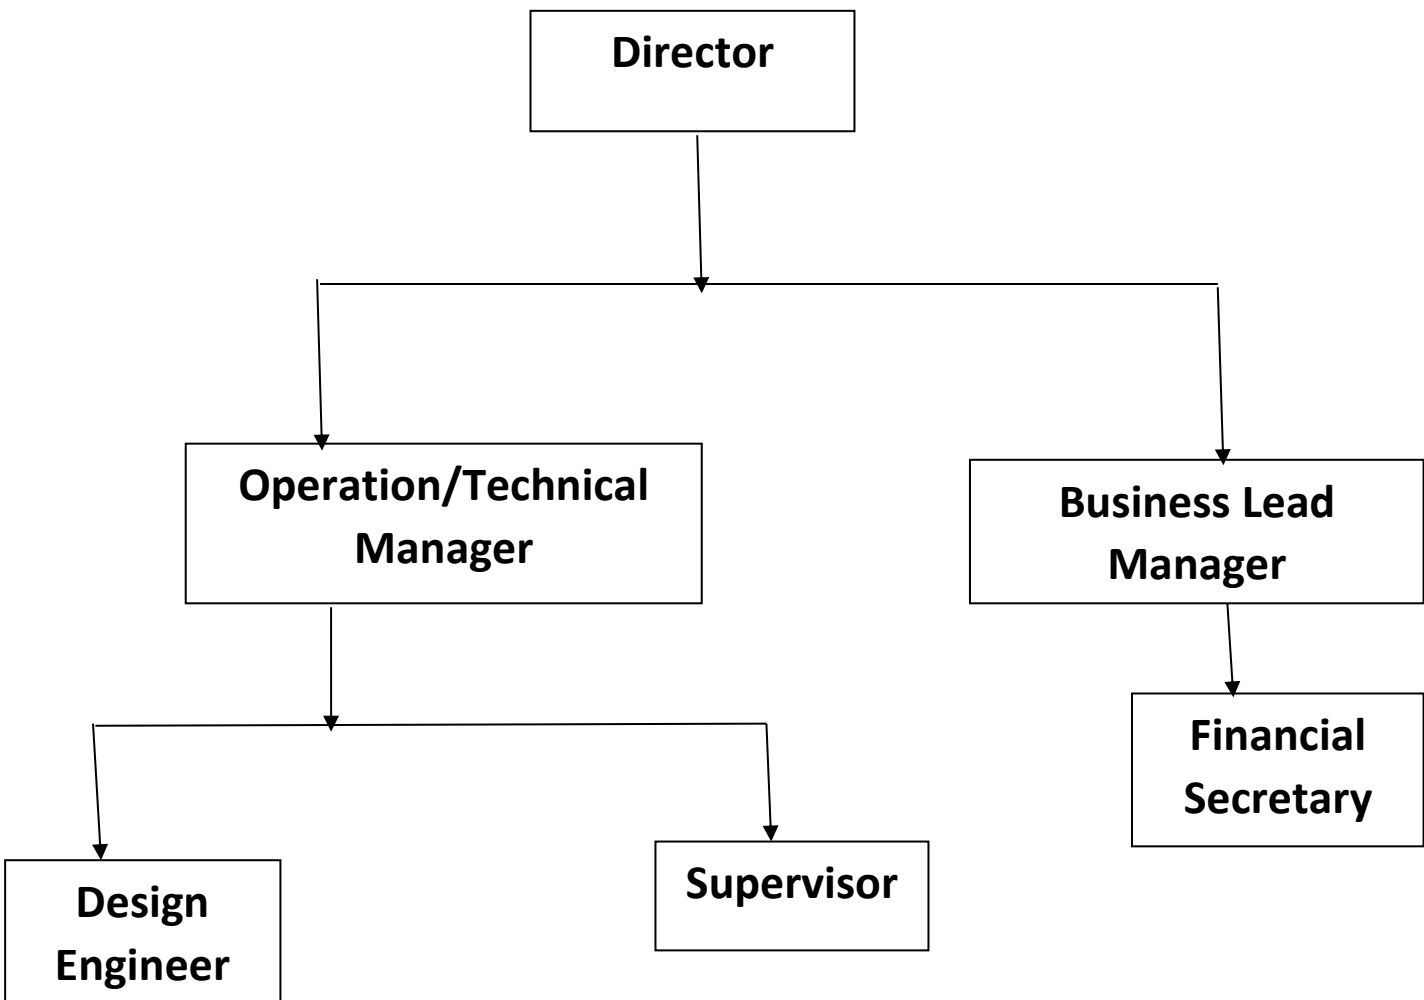 Director
Operation/Technical
Manager
Business Lead
Manager
Financial
Secretary
Design
Engineer
Supervisor